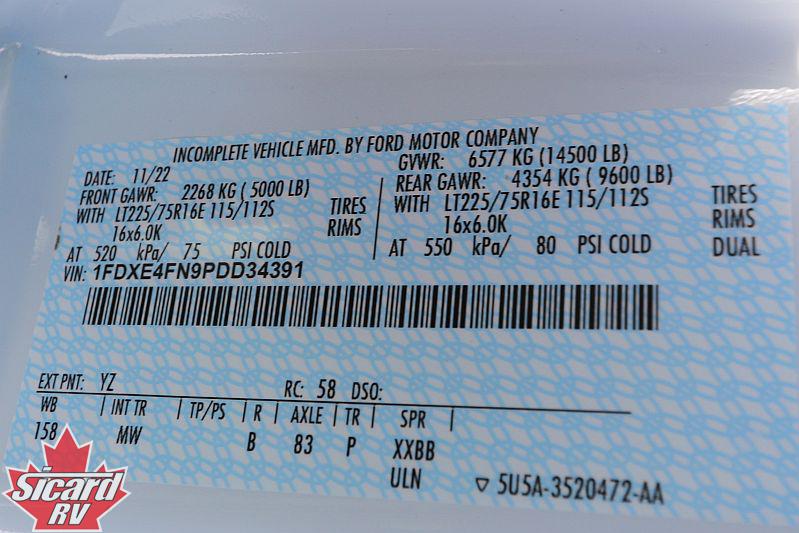 INCOMPLETE VEHICLE MFD. BY FORD MOTOR COMPANY
DATE: 11/22 GVWR: 6577 KG (14500 LB)
FRONT GAWR: 2268 KG ( 5000 LB) REAR GAWR: 4354 KG ( 9600 LB)
WITH LT225/75R16E 115/112S TIRES WITH LT225/75R16E 115/112S TIRES
16x6.0K RIMS 16x6.0K RIMS
AT 520 kPa/ 75 PSI COLD AT 550 kPa/ 80 PSI COLD DUAL
VIN: 1FDXE4FN9PDD34391
EXT PNT: YZ RC: 58 DSO:
WB | INT TR | TP/PS | R | AXLE | TR | SPR |
158 MW B 83 P XXBB
ULN ▽ 5U5A-3520472-AA
Sicard
RV